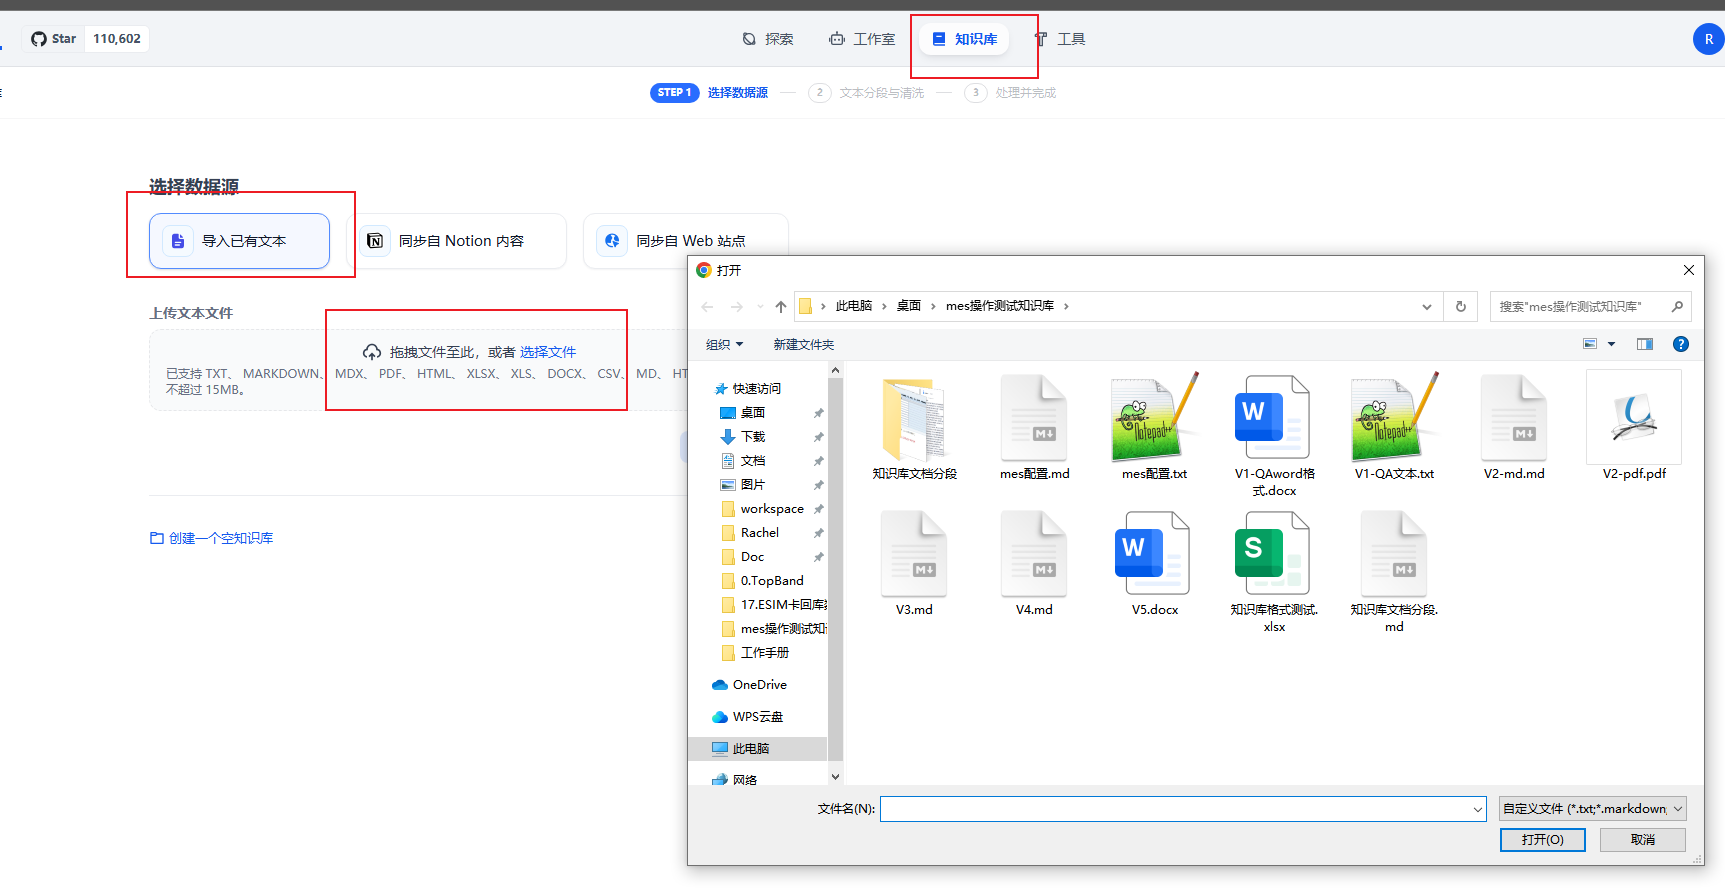 Star 110,602
探索
工作室
知识库
工具
R
STEP 1 选择数据源
2 文本分段与清洗
3 处理并完成
选择数据源
导入已有文本
同步自 Notion 内容
同步自 Web 站点
上传文本文件
拖拽文件至此，或者 选择文件
已支持 TXT、 MARKDOWN、 MDX、 PDF、 HTML、 XLSX、 XLS、 DOCX、 CSV、 MD、 HT
不超过 15MB。
创建一个空知识库
打开
此电脑
桌面
mes操作测试知识库
搜索"mes操作测试知识库"
组织
新建文件夹
快速访问
桌面
下载
文档
图片
workspace
Rachel
Doc
0.TopBand
17.ESIM卡回库
mes操作测试知
工作手册
OneDrive
WPS云盘
此电脑
网络
知识库文档分段
mes配置.md
mes配置.txt
V1-QAword格
式.docx
V1-QA文本.txt
V2-md.md
V2-pdf.pdf
V3.md
V4.md
V5.docx
知识库格式测试.
xlsx
知识库文档分段.
md
文件名(N):
自定义文件 (*.txt;*.markdown;
打开(O)
取消